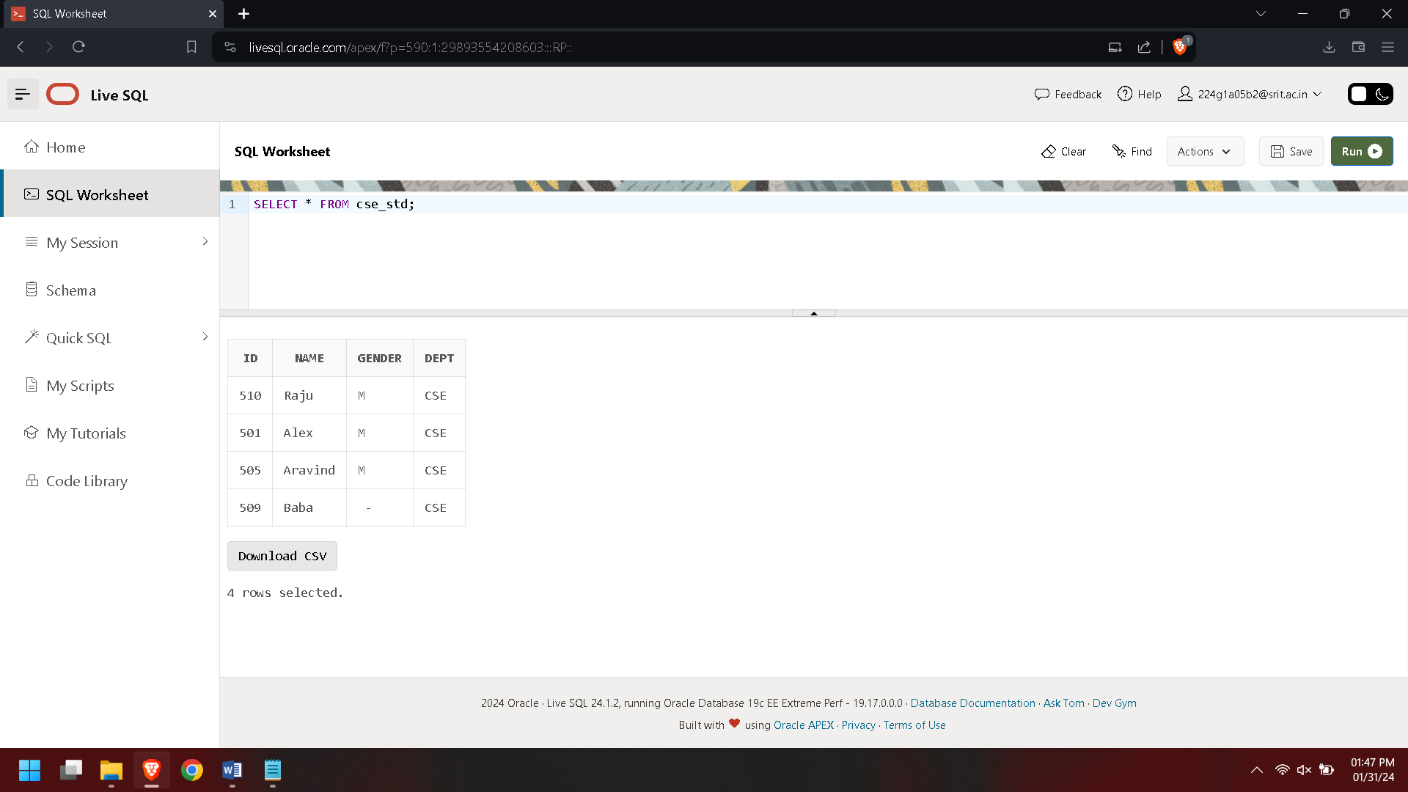 SQL Worksheet
livesql.oracle.com/apex/f?p=590:1:29893554208603:::RP::
1
Live SQL
Feedback
Help
224g1a05b2@srit.ac.in
Home
SQL Worksheet
My Session
Schema
Quick SQL
My Scripts
My Tutorials
Code Library
SQL Worksheet
Clear
Find
Actions
Save
Run
1 SELECT * FROM cse_std;
ID NAME GENDER DEPT
510 Raju M CSE
501 Alex M CSE
505 Aravind M CSE
509 Baba - CSE
Download CSV
4 rows selected.
2024 Oracle · Live SQL 24.1.2, running Oracle Database 19c EE Extreme Perf - 19.17.0.0.0 · Database Documentation · Ask Tom · Dev Gym
Built with ❤ using Oracle APEX · Privacy · Terms of Use
01:47 PM
01/31/24